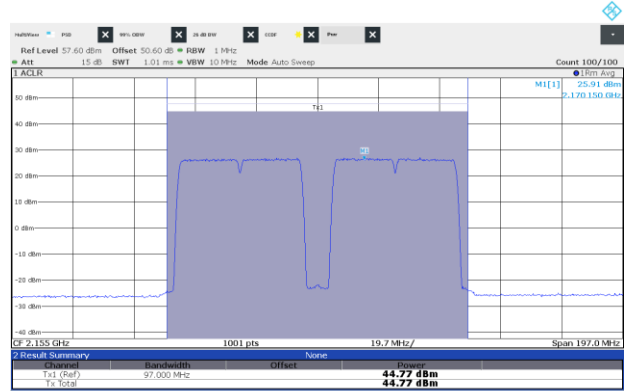 MultiView PSD 99% OBW 26 dB BW CCDF Pwr
Ref Level 57.60 dBm Offset 50.60 dB RBW 1 MHz
Att 15 dB SWT 1.01 ms VBW 10 MHz Mode Auto Sweep Count 100/100
1 ACLR 1Rm Avg
M1[1] 25.91 dBm
2.170 150 GHz
50 dBm
Tx1
40 dBm
30 dBm
M1
20 dBm
10 dBm
0 dBm
-10 dBm
-20 dBm
-30 dBm
-40 dBm
CF 2.155 GHz 1001 pts 19.7 MHz/ Span 197.0 MHz
2 Result Summary None
Channel Bandwidth Offset Power
Tx1 (Ref) 97.000 MHz 44.77 dBm
Tx Total 44.77 dBm